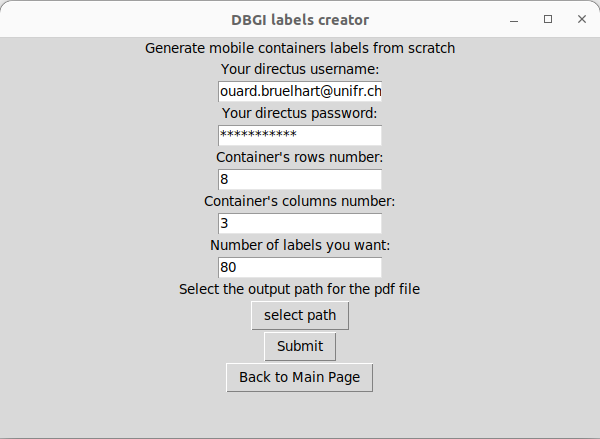 DBGI labels creator
Generate mobile containers labels from scratch
Your directus username:
ouard.bruelhart@unifr.ch
Your directus password:
***********
Container's rows number:
8
Container's columns number:
3
Number of labels you want:
80
Select the output path for the pdf file
select path
Submit
Back to Main Page